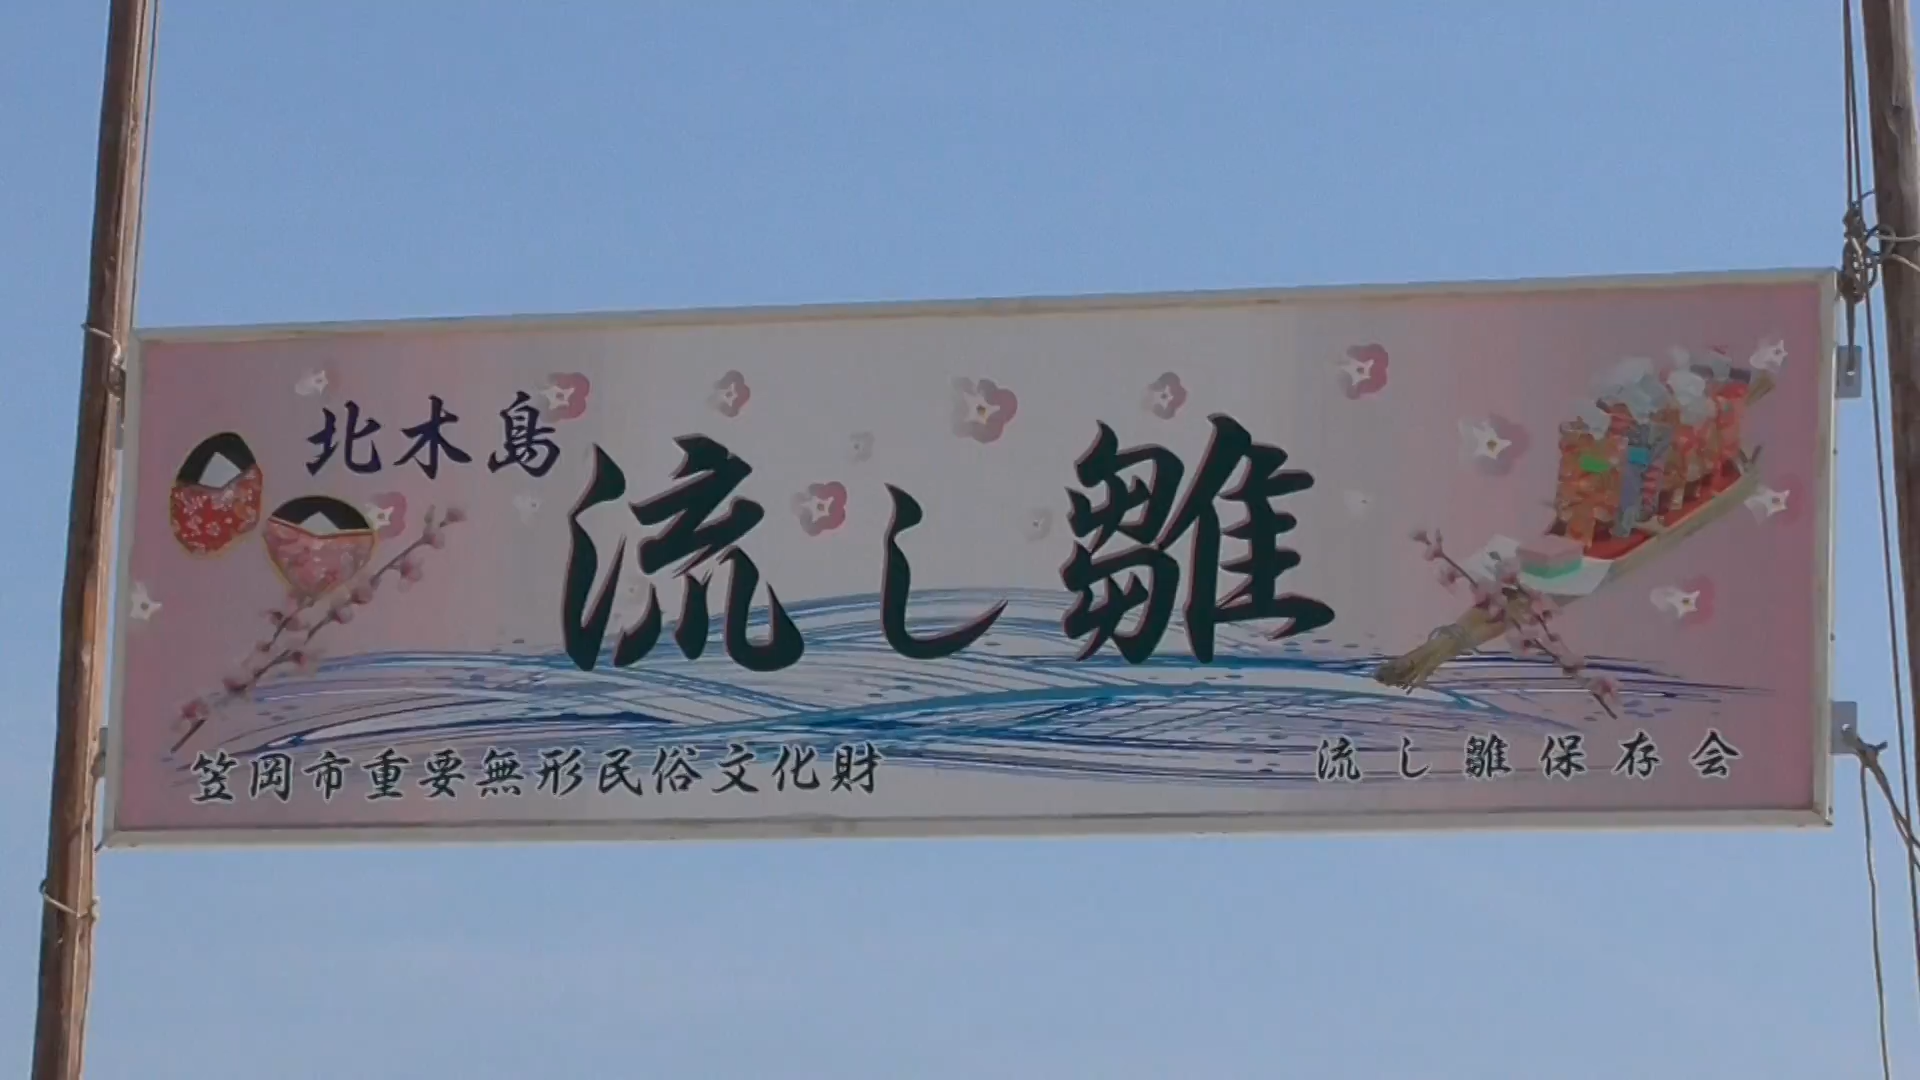 北木島
流し雛
笠岡市重要無形民俗文化財
流し雛保存会